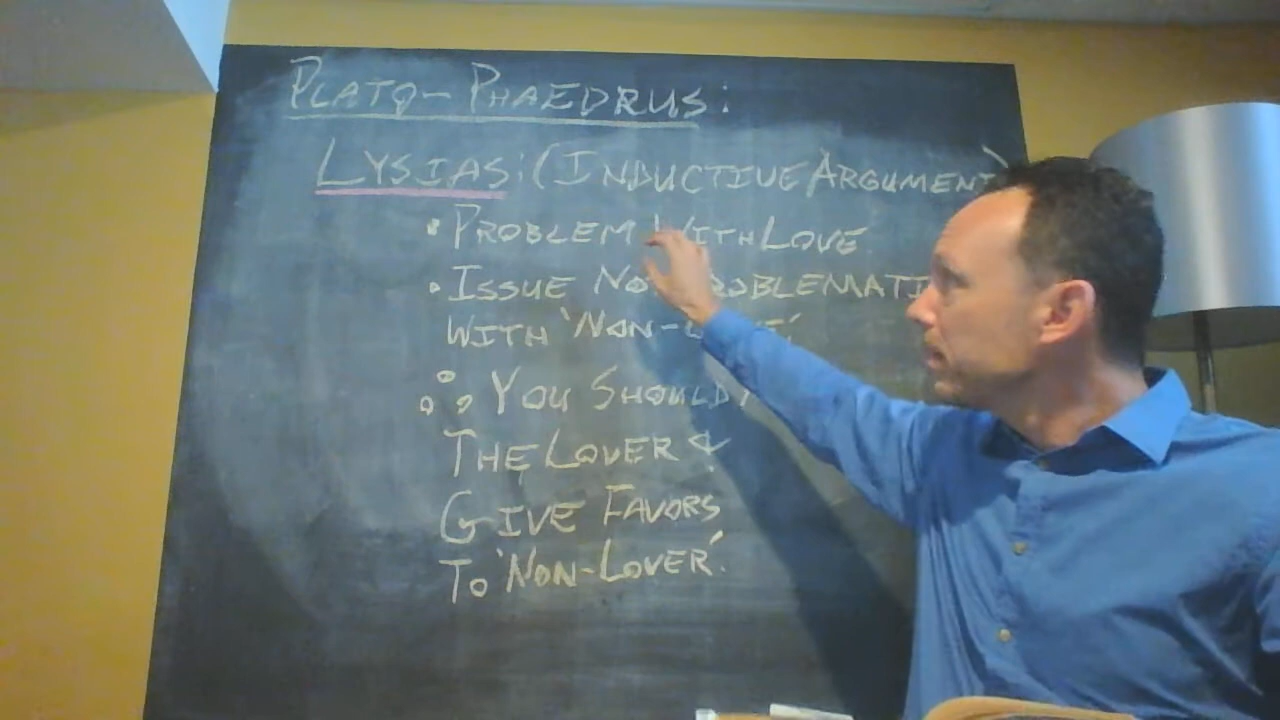 PLATO - PHAEDRUS:
LYSIAS: (INDUCTIVE ARGUMENT)
• PROBLEM WITH LOVE
• ISSUE
WITH
∴ YOU SHOULD
THE LOVER &
GIVE FAVORS
TO 'NON-LOVER'.